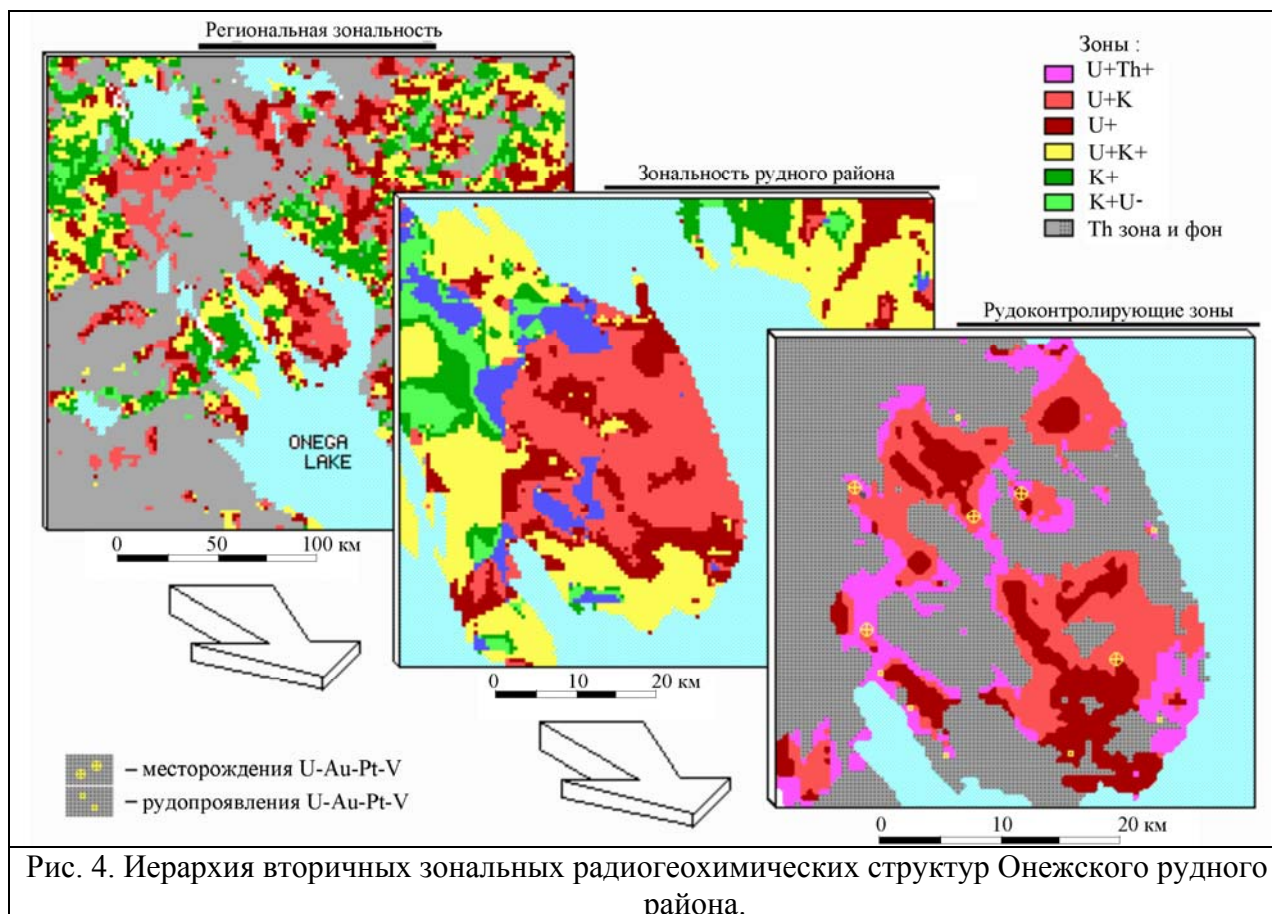 Региональная зональность
Зоны :
U+Th+
U+K
U+
U+K+
K+
K+U-
Th зона и фон
Зональность рудного района
Рудоконтролирующие зоны
ONEGA
LAKE
0 50 100 км
0 10 20 км
0 10 20 км
– месторождения U-Au-Pt-V
– рудопроявления U-Au-Pt-V
Рис. 4. Иерархия вторичных зональных радиогеохимических структур Онежского рудного
района.